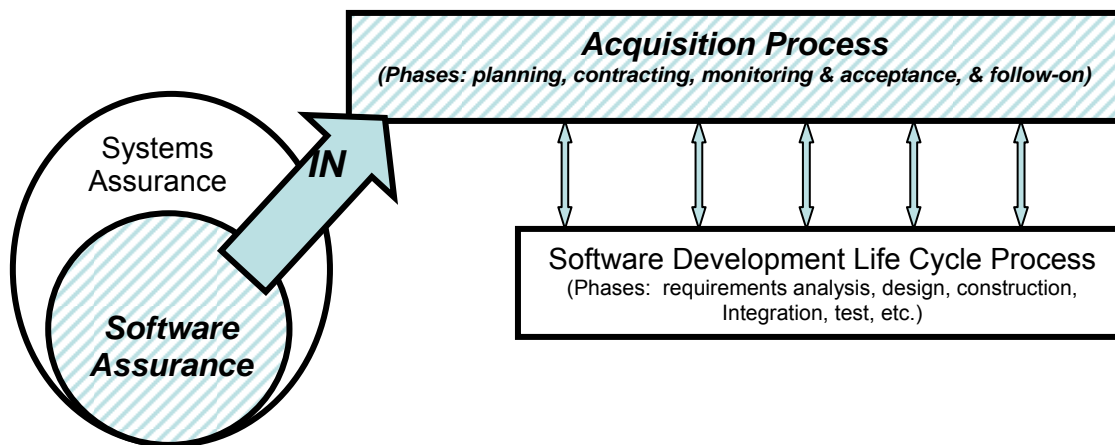 Acquisition Process
(Phases: planning, contracting, monitoring & acceptance, & follow-on)
IN
Systems
Assurance
Software
Assurance
Software Development Life Cycle Process
(Phases: requirements analysis, design, construction,
Integration, test, etc.)